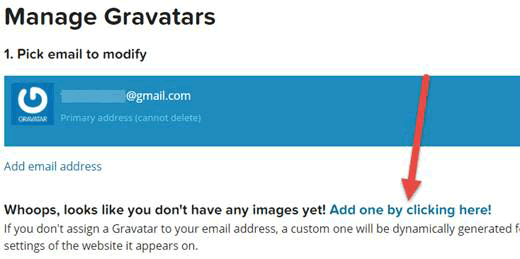 Manage Gravatars
1. Pick email to modify
@gmail.com
GRAVATAR
Primary address (cannot delete)
Add email address
Whoops, looks like you don't have any images yet! Add one by clicking here!
If you don't assign a Gravatar to your email address, a custom one will be dynamically generated
settings of the website it appears on.